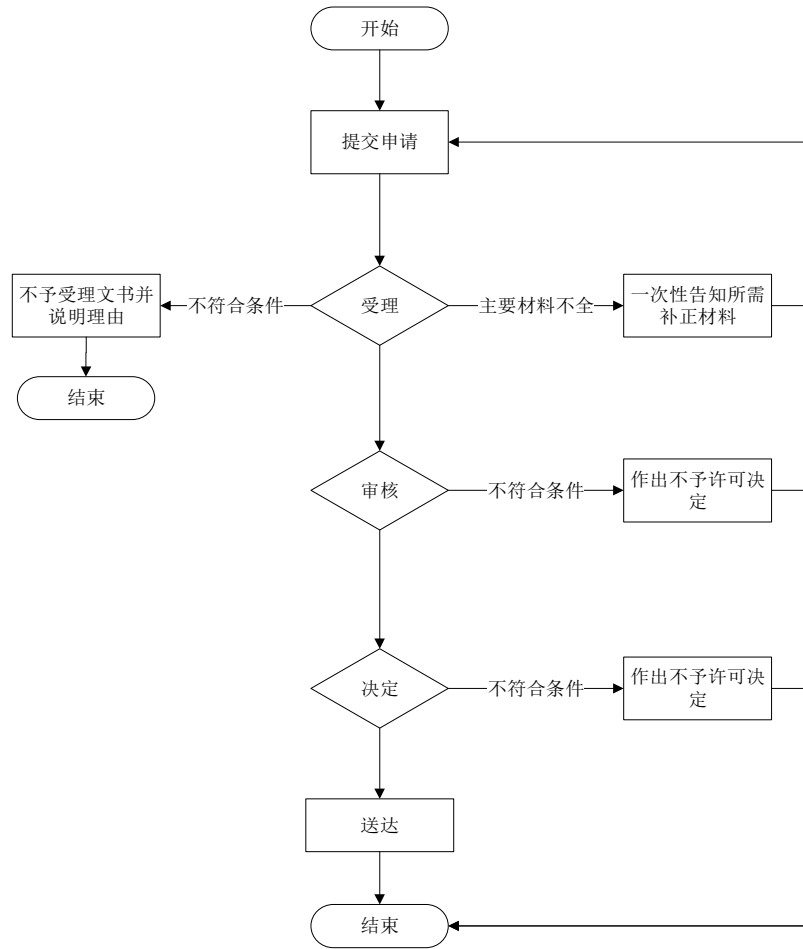 开始
提交申请
不予受理文书并
说明理由
不符合条件
受理
主要材料不全
一次性告知所需
补正材料
结束
审核
不符合条件
作出不予许可决
定
决定
不符合条件
作出不予许可决
定
送达
结束